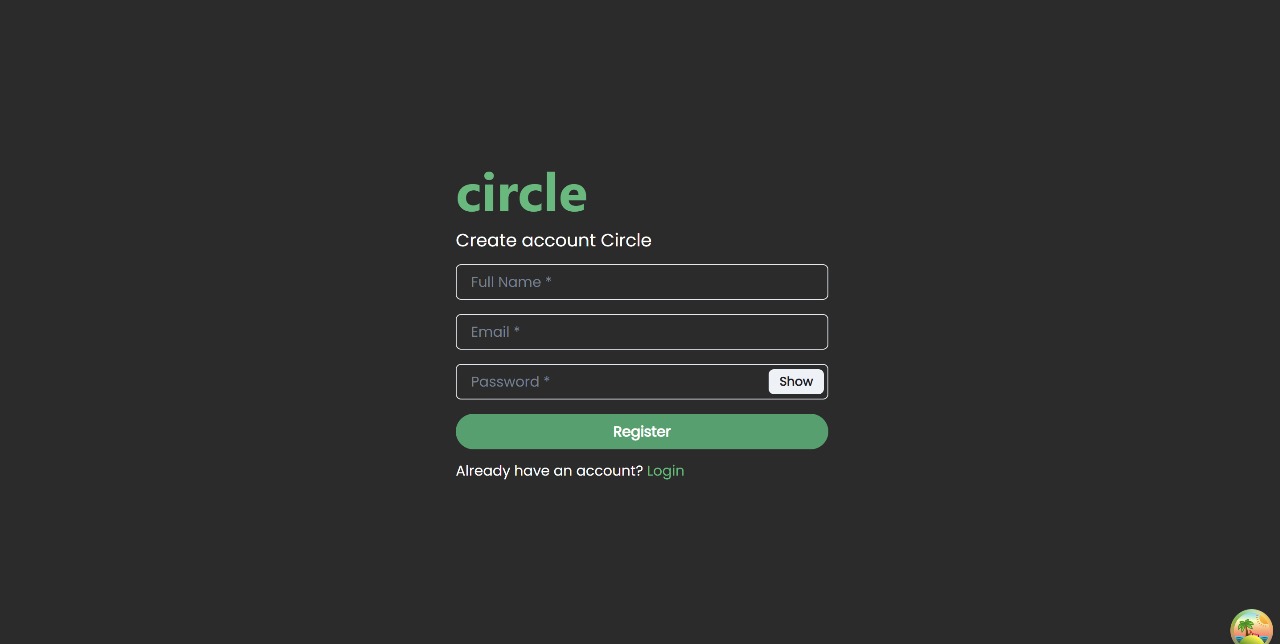 circle
Create account Circle
Full Name *
Email *
Password *
Show
Register
Already have an account? Login